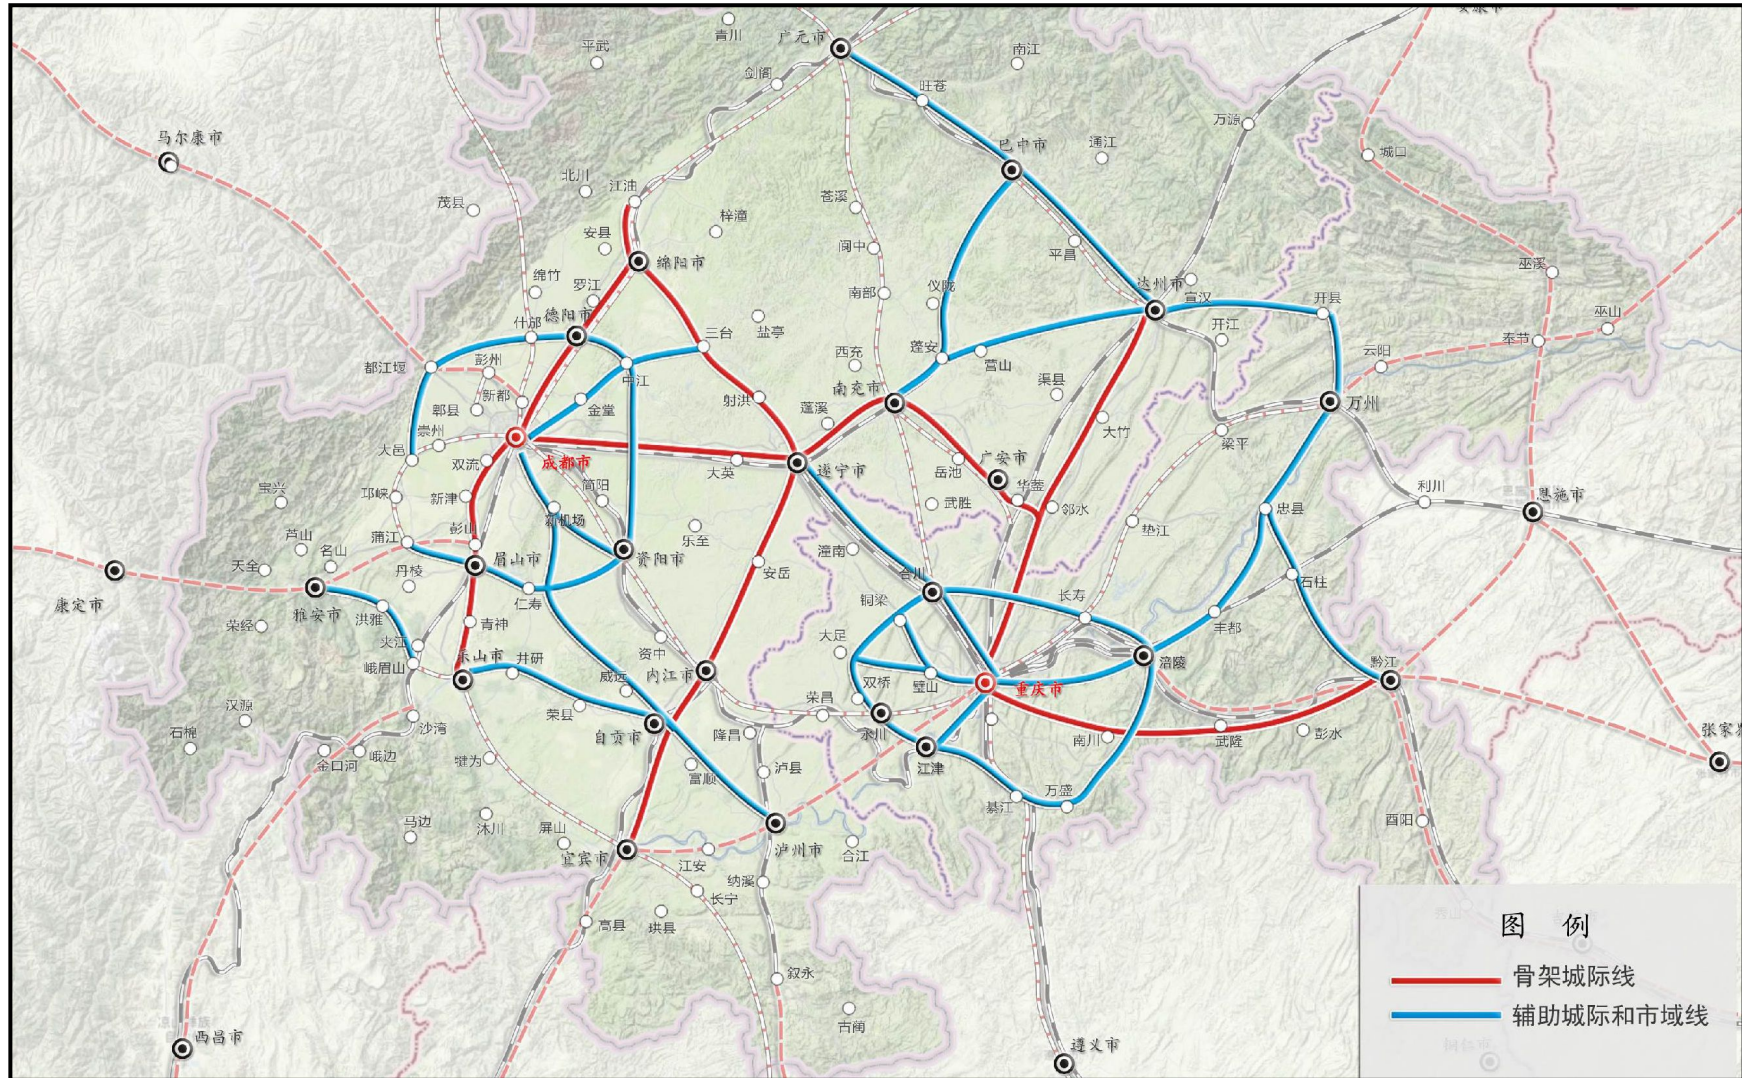 安康市
青川
广元市
平武
南江
剑阁
旺苍
万源
马尔康市
巴中市
通江
城口
北川
江油
茂县
苍溪
梓潼
安县
阆中
平昌
绵阳市
巫溪
绵竹
罗江
南部
仪陇
达州市
宣汉
开县
什邡
德阳市
三台
盐亭
开江
巫山
奉节
都江堰
彭州
中江
西充
蓬安
营山
云阳
新都
南充市
渠县
郫县
金堂
射洪
蓬溪
万州
崇州
大竹
大邑
梁平
双流
成都市
大英
遂宁市
岳池
广安市
宝兴
邛崃
新津
简阳
华蓥
利川
恩施市
新机场
武胜
邻水
忠县
芦山
蒲江
彭山
乐至
垫江
名山
眉山市
资阳市
潼南
天全
丹棱
安岳
合川
石柱
康定市
雅安市
仁寿
铜梁
长寿
洪雅
荣经
青神
丰都
夹江
大足
峨眉山
乐山市
井研
资中
内江市
涪陵
黔江
威远
双桥
璧山
重庆市
汉源
荣县
荣昌
石棉
沙湾
自贡市
隆昌
永川
南川
武隆
彭水
张家界
金口河
峨边
犍为
富顺
泸县
江津
綦江
万盛
马边
沐川
屏山
宜宾市
江安
泸州市
合江
酉阳
纳溪
长宁
高县
珙县
秀山
图 例
叙永
骨架城际线
古蔺
辅助城际和市域线
西昌市
遵义市
铜仁市